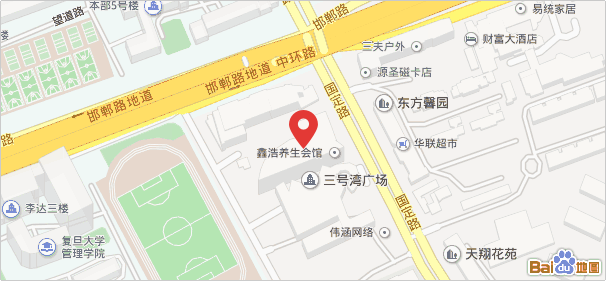 本部5号楼
望道路
邯郸路
易统家居
三夫户外
财富大酒店
中环路
源圣磁卡店
邯郸路地道
邯郸路地道
国定路
东方馨园
路
华联超市
鑫浩养生会馆
三号湾广场
李达三楼
国定路
伟涵网络
复旦大学
管理学院
天翔花苑
Bai du 地图